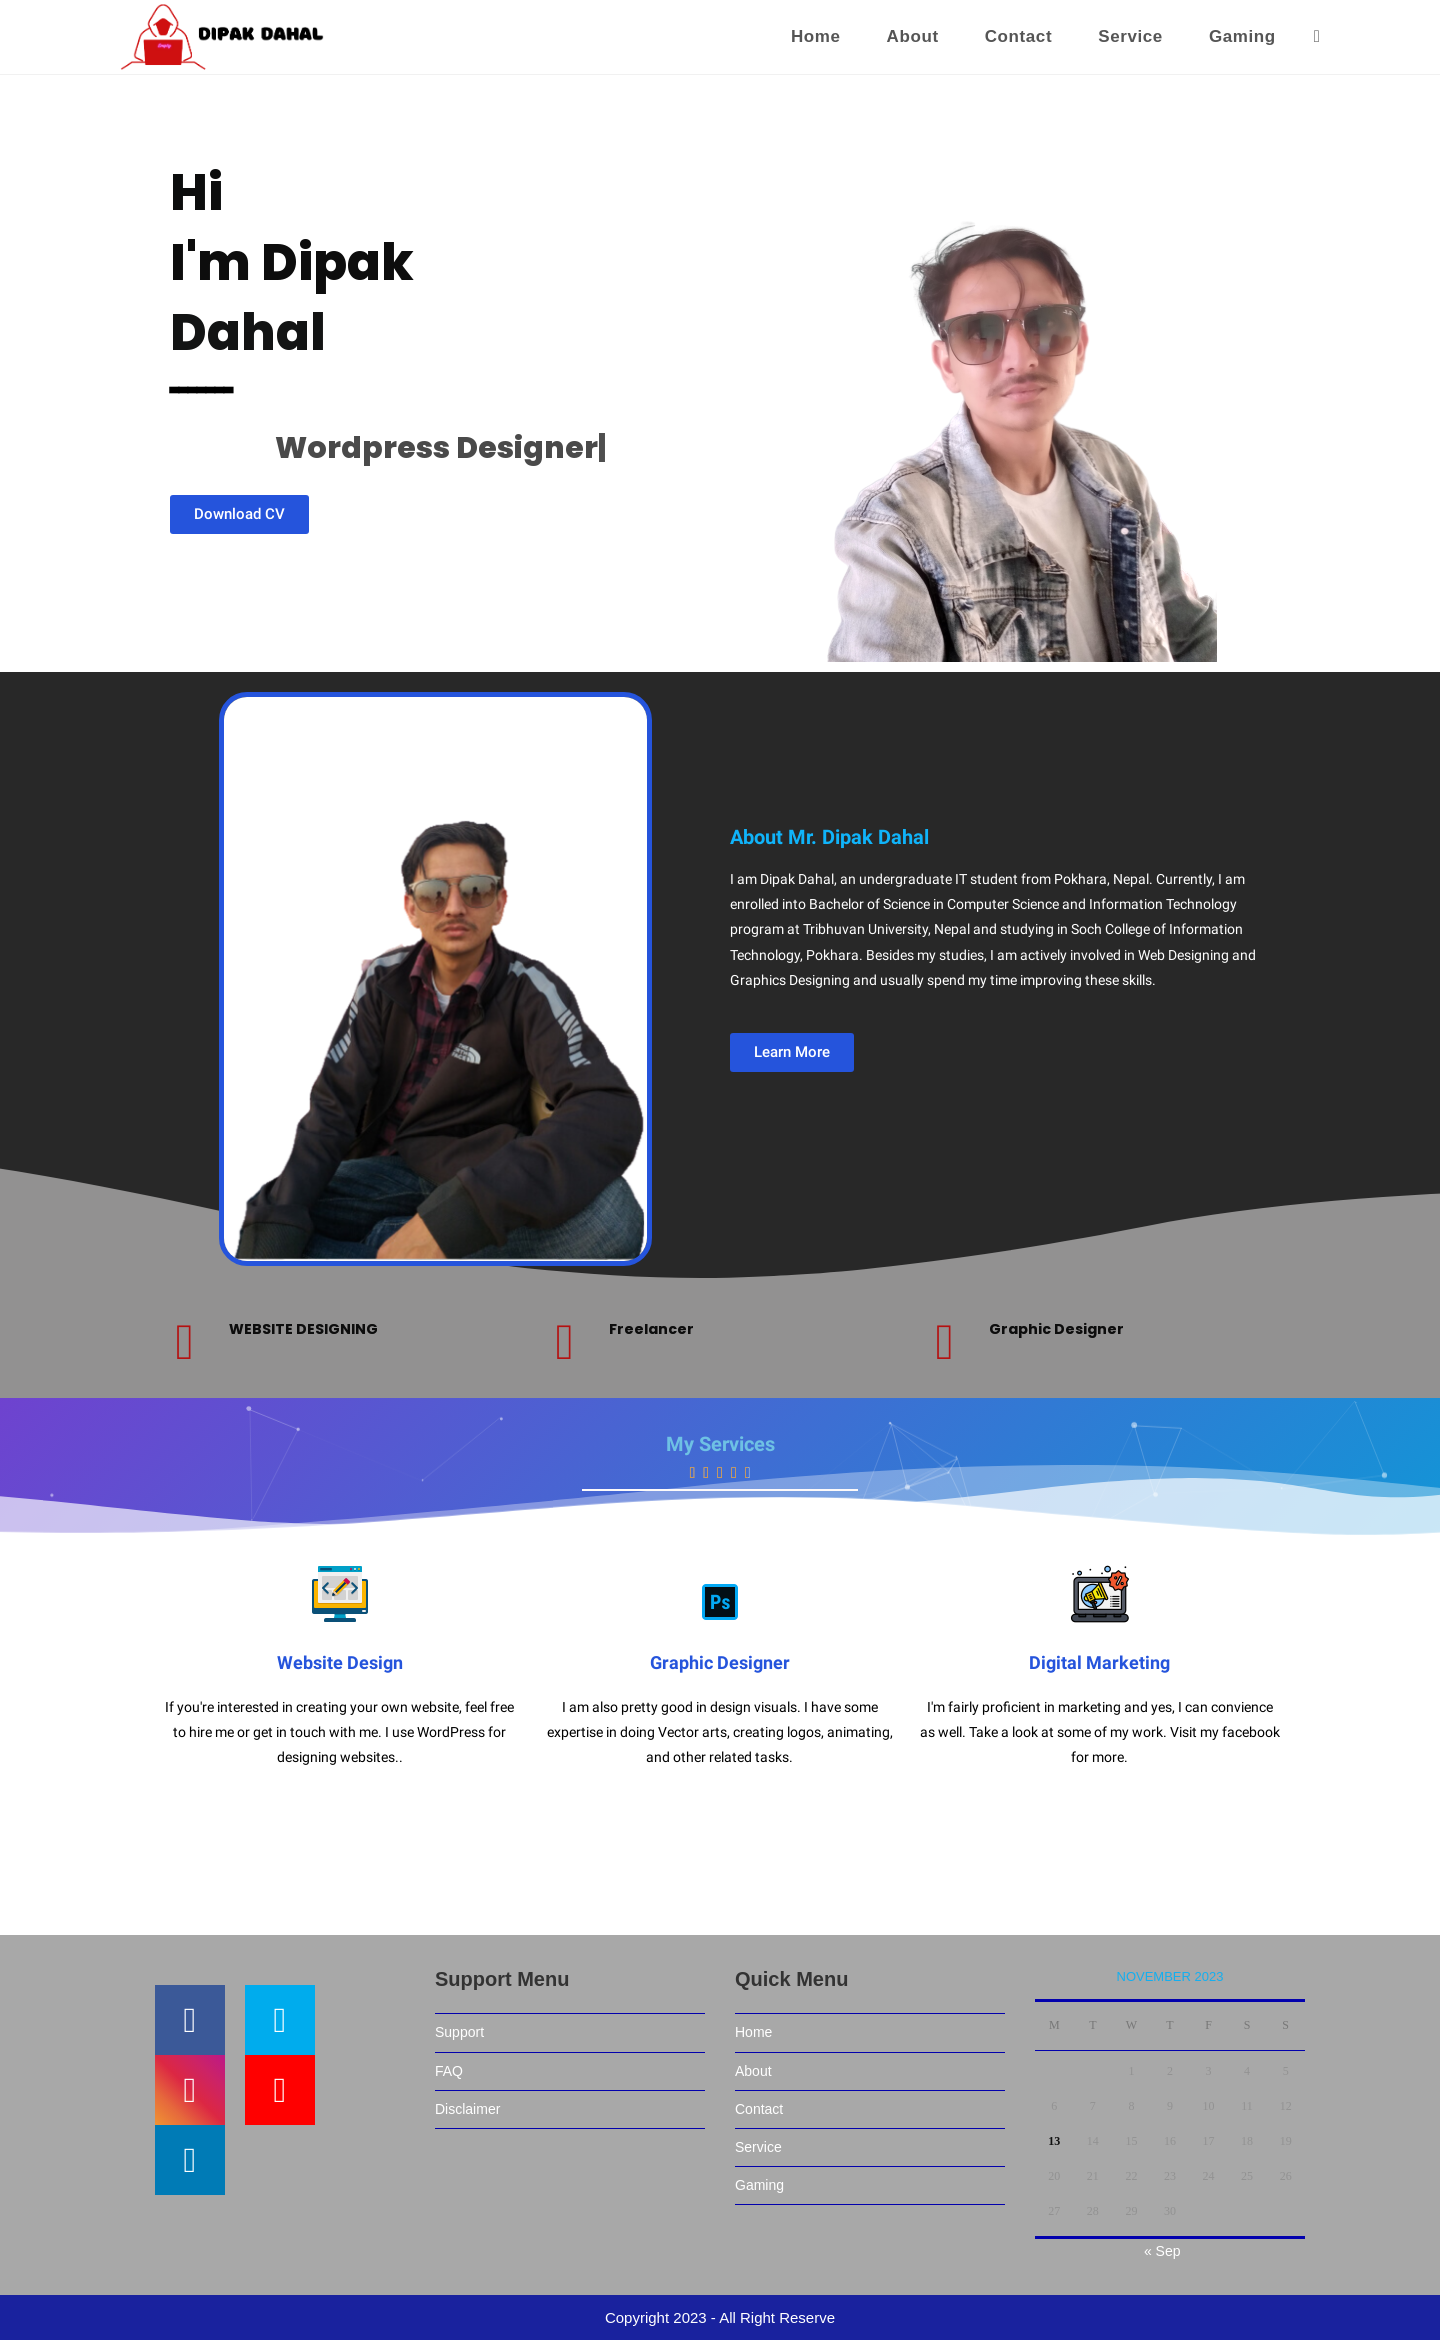 DIPAK DAHAL
Home About Contact Service Gaming
Hi
I'm Dipak
Dahal
Wordpress Designer|
Download CV
About Mr. Dipak Dahal
I am Dipak Dahal, an undergraduate IT student from Pokhara, Nepal. Currently, I am
enrolled into Bachelor of Science in Computer Science and Information Technology
program at Tribhuvan University, Nepal and studying in Soch College of Information
Technology, Pokhara. Besides my studies, I am actively involved in Web Designing and
Graphics Designing and usually spend my time improving these skills.
Learn More
WEBSITE DESIGNING
Freelancer
Graphic Designer
My Services
Ps
Website Design
If you're interested in creating your own website, feel free
to hire me or get in touch with me. I use WordPress for
designing websites..
Graphic Designer
I am also pretty good in design visuals. I have some
expertise in doing Vector arts, creating logos, animating,
and other related tasks.
Digital Marketing
I'm fairly proficient in marketing and yes, I can convience
as well. Take a look at some of my work. Visit my facebook
for more.
Support Menu
Support
FAQ
Disclaimer
Quick Menu
Home
About
Contact
Service
Gaming
NOVEMBER 2023
M T W T F S S
1 2 3 4 5
6 7 8 9 10 11 12
13 14 15 16 17 18 19
20 21 22 23 24 25 26
27 28 29 30
« Sep
Copyright 2023 - All Right Reserve